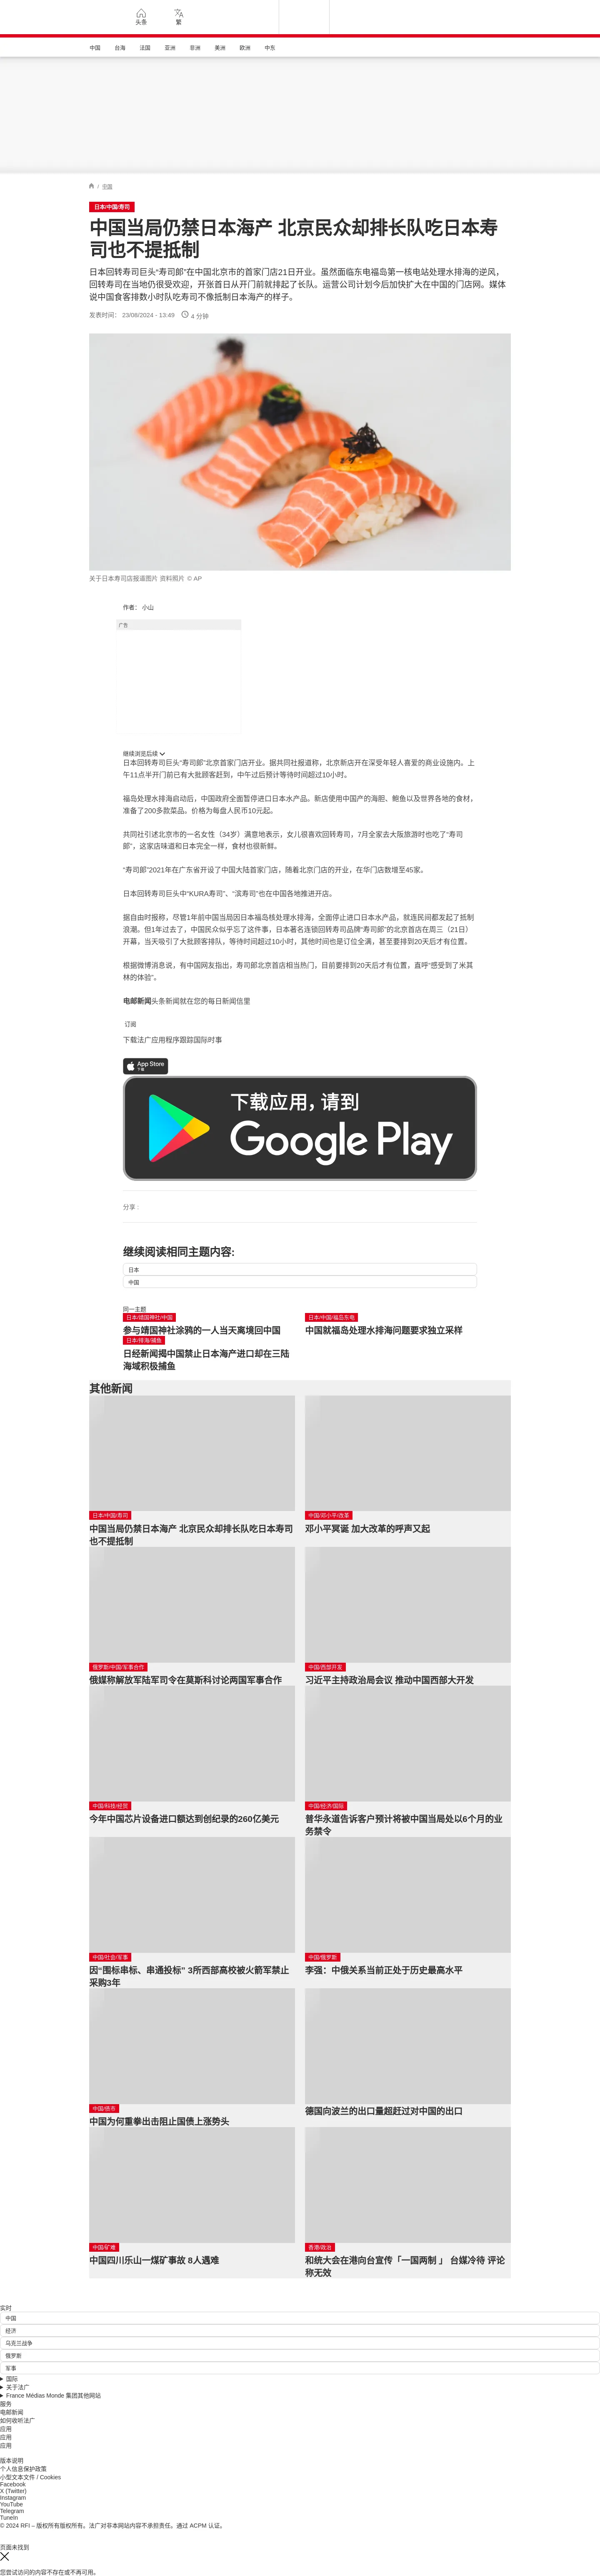 头条
繁
中国
台海
法国
亚洲
非洲
美洲
欧洲
中东
/ 中国
日本/中国/寿司
中国当局仍禁日本海产 北京民众却排长队吃日本寿
司也不提抵制
日本回转寿司巨头“寿司郎”在中国北京市的首家门店21日开业。虽然面临东电福岛第一核电站处理水排海的逆风，
回转寿司在当地仍很受欢迎，开张首日从开门前就排起了长队。运营公司计划今后加快扩大在中国的门店网。媒体
说中国食客排数小时队吃寿司不像抵制日本海产的样子。
发表时间： 23/08/2024 - 13:49
4 分钟
关于日本寿司店报道图片 资料照片 © AP
作者： 小山
广告
继续浏览后续
日本回转寿司巨头“寿司郎”北京首家门店开业。据共同社报道称，北京新店开在深受年轻人喜爱的商业设施内。上
午11点半开门前已有大批顾客赶到，中午过后预计等待时间超过10小时。
福岛处理水排海启动后，中国政府全面暂停进口日本水产品。新店使用中国产的海胆、鲍鱼以及世界各地的食材，
准备了200多款菜品。价格为每盘人民币10元起。
共同社引述北京市的一名女性（34岁）满意地表示，女儿很喜欢回转寿司，7月全家去大阪旅游时也吃了“寿司
郎”，这家店味道和日本完全一样，食材也很新鲜。
“寿司郎”2021年在广东省开设了中国大陆首家门店，随着北京门店的开业，在华门店数增至45家。
日本回转寿司巨头中“KURA寿司”、“滨寿司”也在中国各地推进开店。
据自由时报称，尽管1年前中国当局因日本福岛核处理水排海，全面停止进口日本水产品，就连民间都发起了抵制
浪潮。但1年过去了，中国民众似乎忘了这件事，日本著名连锁回转寿司品牌“寿司郎”的北京首店在周三（21日）
开幕，当天吸引了大批顾客排队，等待时间超过10小时，其他时间也是订位全满，甚至要排到20天后才有位置。
根据微博消息说，有中国网友指出，寿司郎北京首店相当热门，目前要排到20天后才有位置，直呼“感受到了米其
林的体验”。
电邮新闻头条新闻就在您的每日新闻信里
订阅
下载法广应用程序跟踪国际时事
App Store
下载
下载应用，请到
Google Play
分享 :
继续阅读相同主题内容:
日本
中国
同一主题
日本/靖国神社/中国
参与靖国神社涂鸦的一人当天离境回中国
日本/中国/福岛东电
中国就福岛处理水排海问题要求独立采样
日本/排海/捕鱼
日经新闻揭中国禁止日本海产进口却在三陆
海域积极捕鱼
其他新闻
日本/中国/寿司
中国当局仍禁日本海产 北京民众却排长队吃日本寿司
也不提抵制
中国/邓小平/改革
邓小平冥诞 加大改革的呼声又起
俄罗斯/中国/军事合作
俄媒称解放军陆军司令在莫斯科讨论两国军事合作
中国/西部开发
习近平主持政治局会议 推动中国西部大开发
中国/科技/经贸
今年中国芯片设备进口额达到创纪录的260亿美元
中国/经济/国际
普华永道告诉客户预计将被中国当局处以6个月的业
务禁令
中国/社会/军事
因“围标串标、串通投标” 3所西部高校被火箭军禁止
采购3年
中国/俄罗斯
李强：中俄关系当前正处于历史最高水平
中国/债市
中国为何重拳出击阻止国债上涨势头
德国向波兰的出口量超赶过对中国的出口
中国/矿难
中国四川乐山一煤矿事故 8人遇难
香港/政治
和统大会在港向台宣传「一国两制 」 台媒冷待 评论
称无效
实时
中国
经济
乌克兰战争
俄罗斯
军事
国际
关于法广
France Médias Monde 集团其他网站
服务
电邮新闻
如何收听法广
应用
应用
应用
版本说明
个人信息保护政策
小型文本文件 / Cookies
Facebook
X (Twitter)
Instagram
YouTube
Telegram
TuneIn
© 2024 RFI – 版权所有版权所有。法广对非本网站内容不承担责任。通过 ACPM 认证。
页面未找到
您尝试访问的内容不存在或不再可用。